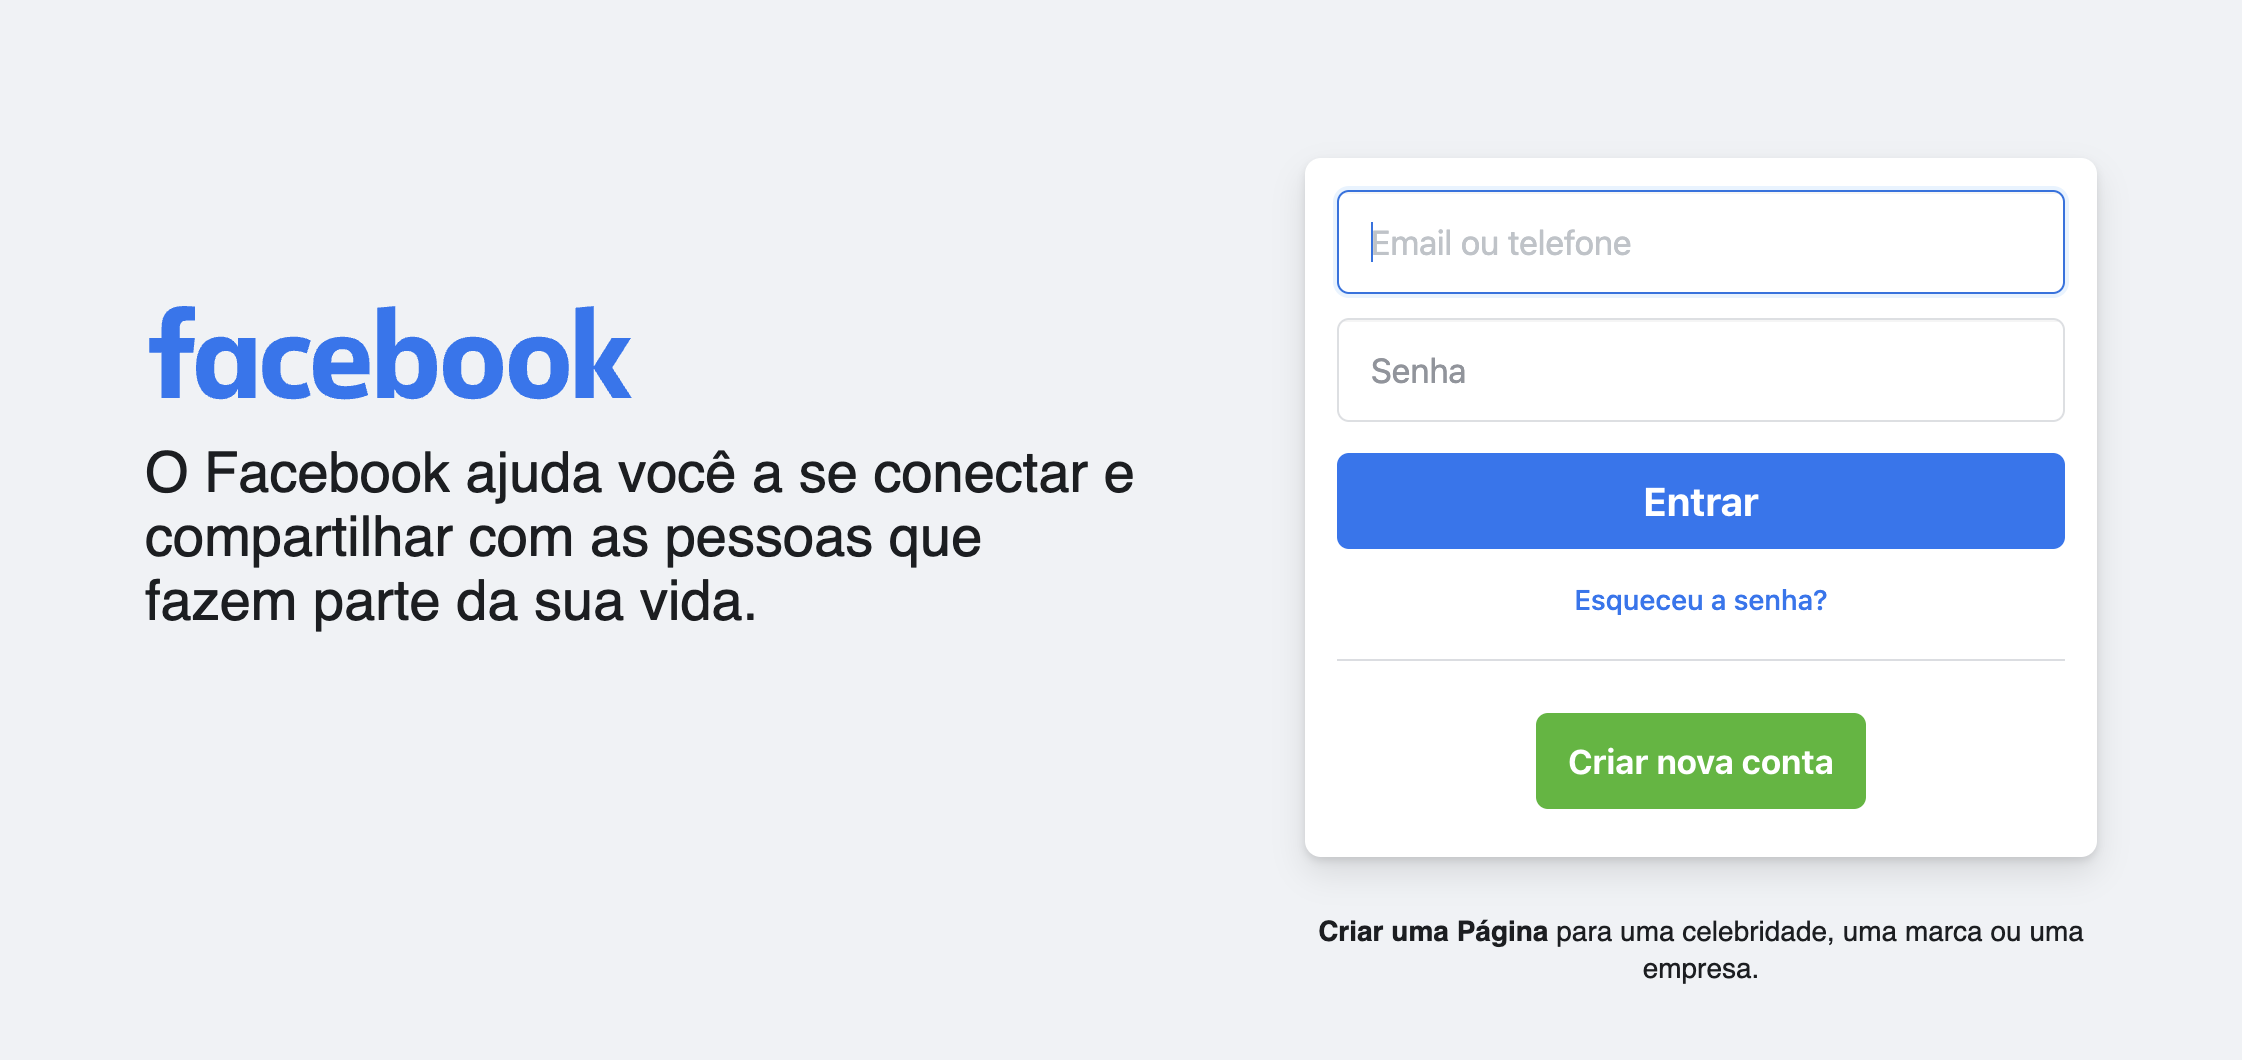 facebook
O Facebook ajuda você a se conectar e
compartilhar com as pessoas que
fazem parte da sua vida.
Email ou telefone
Senha
Entrar
Esqueceu a senha?
Criar nova conta
Criar uma Página para uma celebridade, uma marca ou uma
empresa.